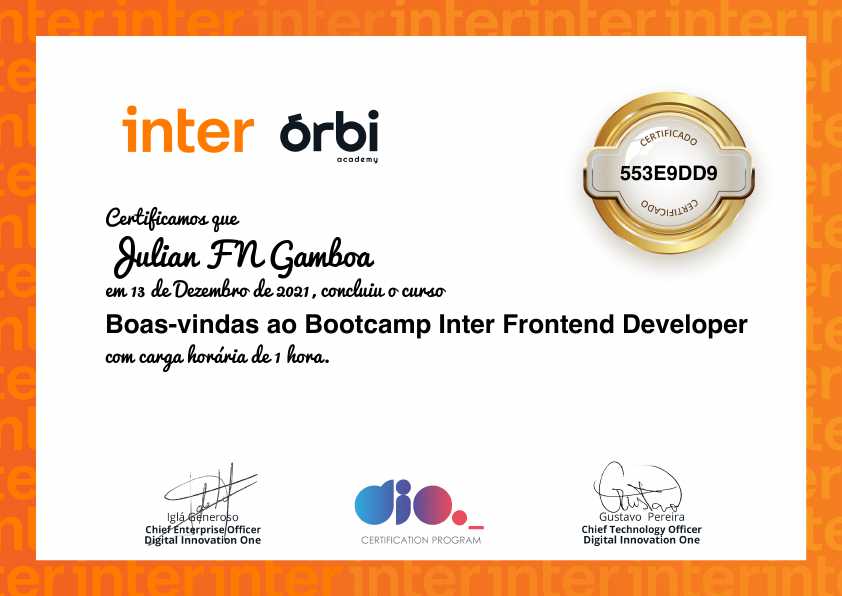 inter órbi
academy
CERTIFICADO
553E9DD9
CERTIFICADO
Certificamos que
Julian FN Gamboa
em 13 de Dezembro de 2021, concluiu o curso
Boas-vindas ao Bootcamp Inter Frontend Developer
com carga horária de 1 hora.
Iglá Generoso
Chief Enterprise Officer
Digital Innovation One
dio._
CERTIFICATION PROGRAM
Gustavo Pereira
Chief Technology Officer
Digital Innovation One